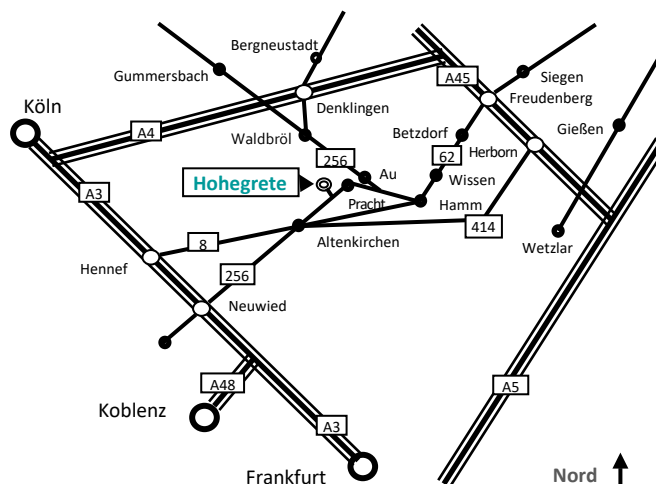 Bergneustadt
Gummersbach
A45
Siegen
Freudenberg
Köln
Denklingen
Gießen
A4
Waldbröl
Betzdorf
256
62
Herborn
Au
Hohegrete
Wissen
A3
Pracht
Hamm
414
8
Altenkirchen
Wetzlar
Hennef
256
Neuwied
A48
A5
Koblenz
A3
Frankfurt
Nord